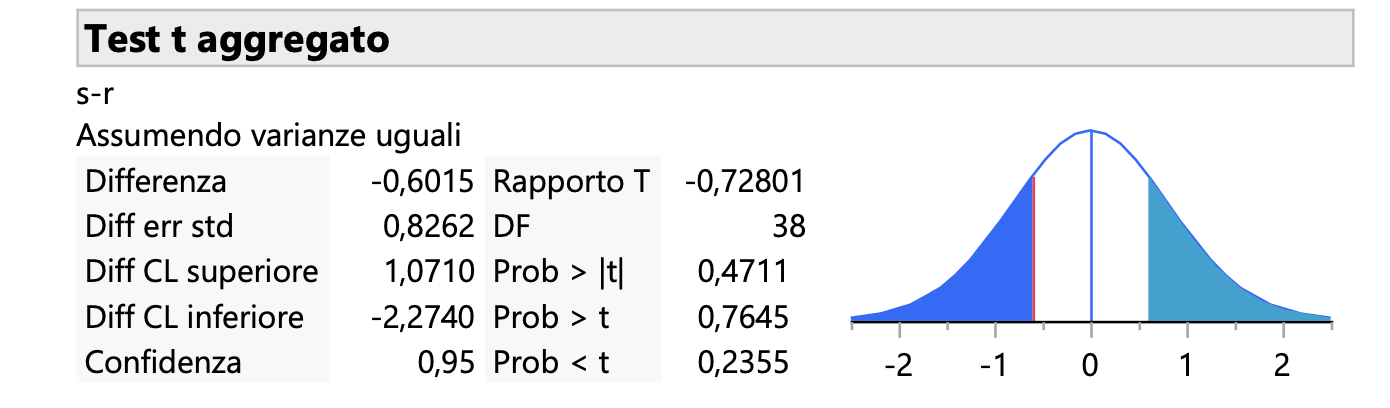 Test t aggregato
s-r
Assumendo varianze uguali
Differenza -0,6015 Rapporto T -0,72801
Diff err std 0,8262 DF 38
Diff CL superiore 1,0710 Prob > |t| 0,4711
Diff CL inferiore -2,2740 Prob > t 0,7645
Confidenza 0,95 Prob < t 0,2355
-2 -1 0 1 2